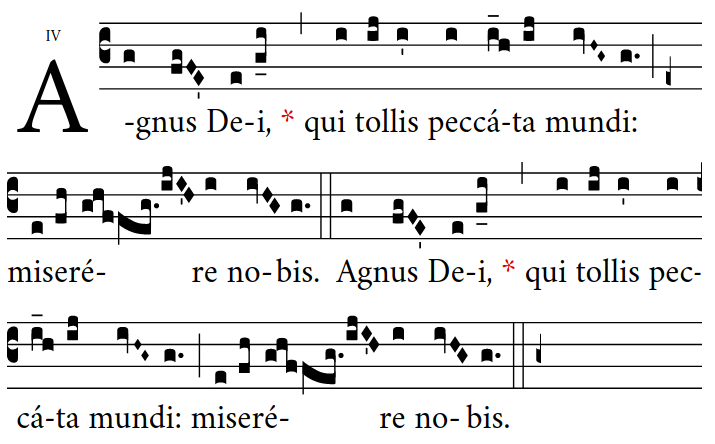 IV
A-gnus De-i, * qui tollis peccá-ta mundi:
miseré- re no-bis. Agnus De-i, * qui tollis pec-
cá-ta mundi: miseré- re no-bis.